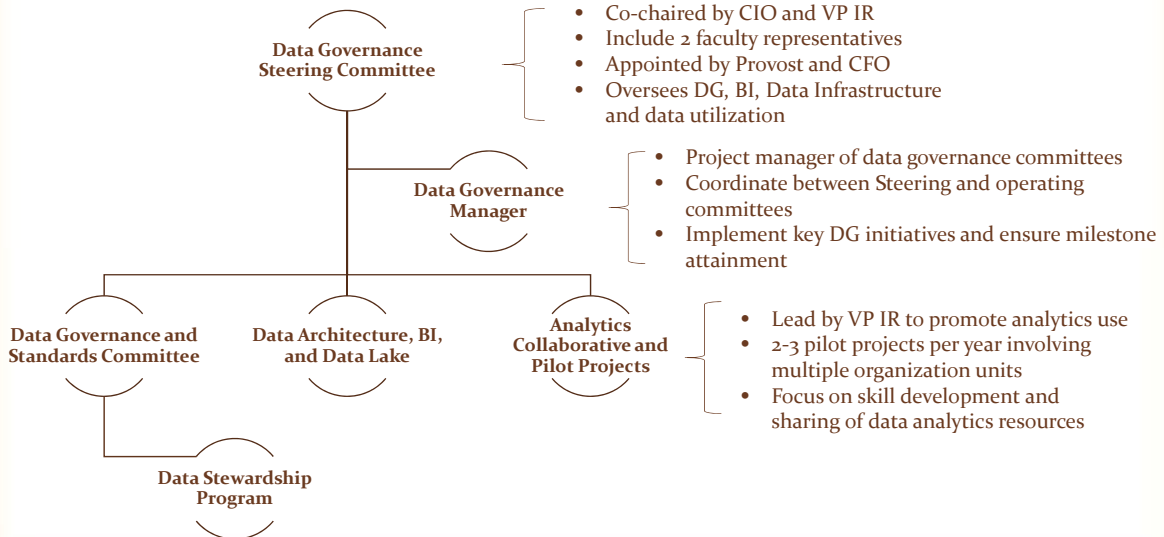 Data Governance
Steering Committee
• Co-chaired by CIO and VP IR
• Include 2 faculty representatives
• Appointed by Provost and CFO
• Oversees DG, BI, Data Infrastructure
and data utilization
Data Governance
Manager
• Project manager of data governance committees
• Coordinate between Steering and operating
committees
• Implement key DG initiatives and ensure milestone
attainment
Data Governance and
Standards Committee
Data Architecture, BI,
and Data Lake
Analytics
Collaborative and
Pilot Projects
• Lead by VP IR to promote analytics use
• 2-3 pilot projects per year involving
multiple organization units
• Focus on skill development and
sharing of data analytics resources
Data Stewardship
Program